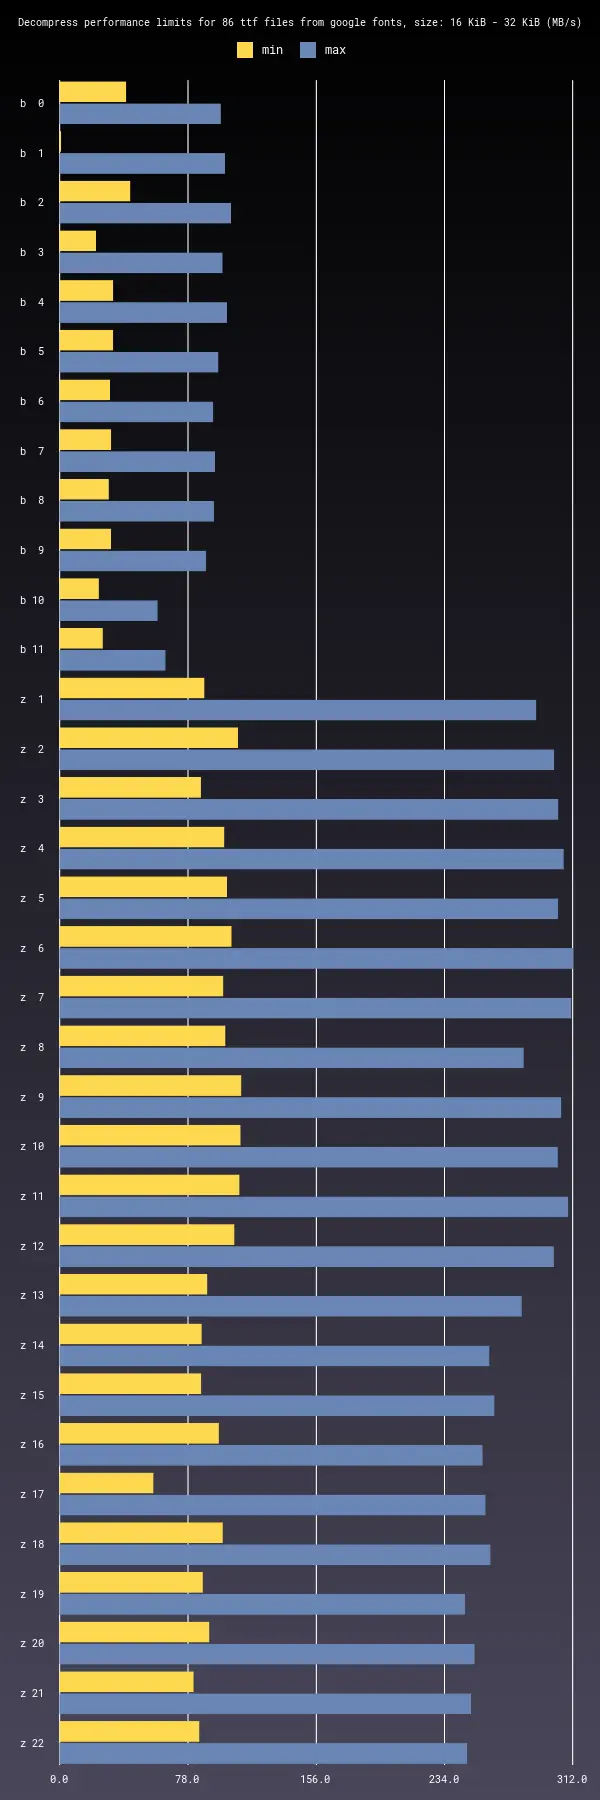 Decompress performance limits for 86 ttf files from google fonts, size: 16 KiB - 32 KiB (MB/s)
min max
b 0
b 1
b 2
b 3
b 4
b 5
b 6
b 7
b 8
b 9
b 10
b 11
z 1
z 2
z 3
z 4
z 5
z 6
z 7
z 8
z 9
z 10
z 11
z 12
z 13
z 14
z 15
z 16
z 17
z 18
z 19
z 20
z 21
z 22
0.0 78.0 156.0 234.0 312.0